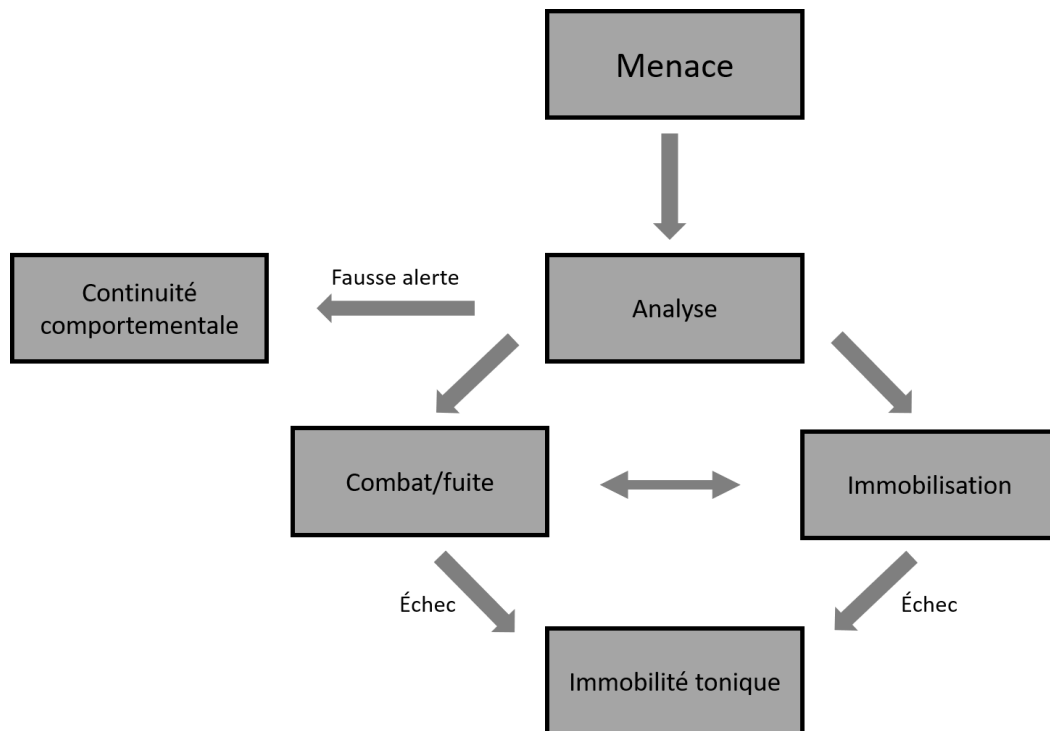 Menace
Fausse alerte
Continuité
comportementale
Analyse
Combat/fuite
Immobilisation
Échec
Échec
Immobilité tonique